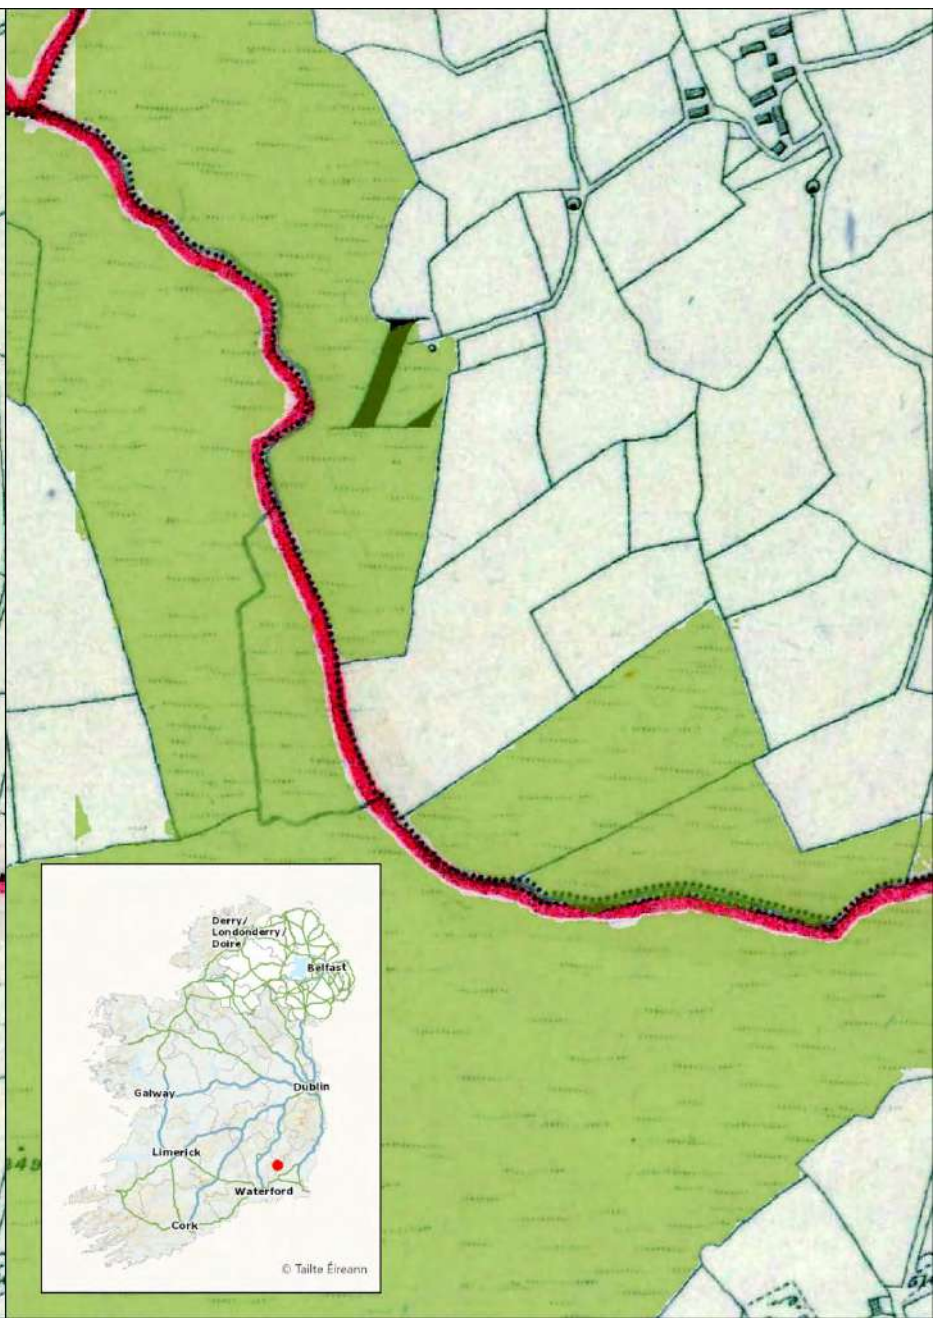 L
Derry/
Londonderry/
Doire
Belfast
Galway
Dublin
Limerick
Waterford
Cork
© Tailte Éireann